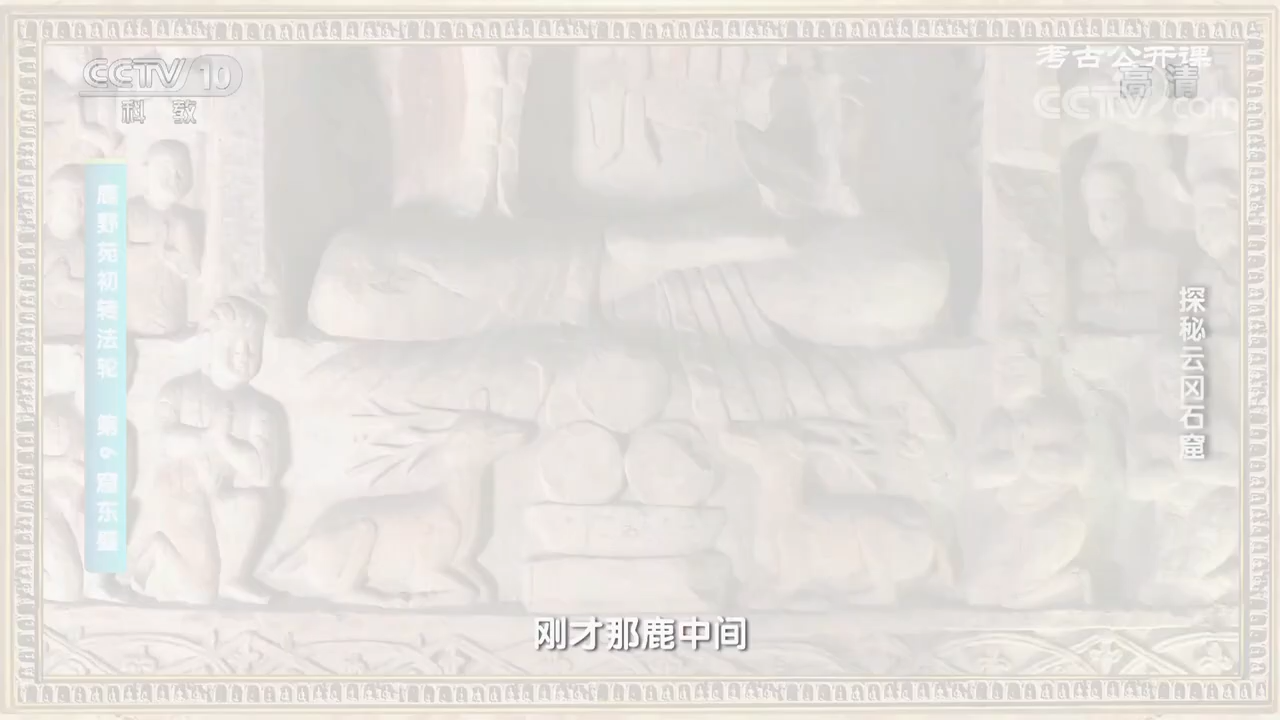 CCTV 10
科 教
考古公开课
高清
CCTV.com
鹿野苑初转法轮 第6窟东壁
探秘云冈石窟
刚才那鹿中间